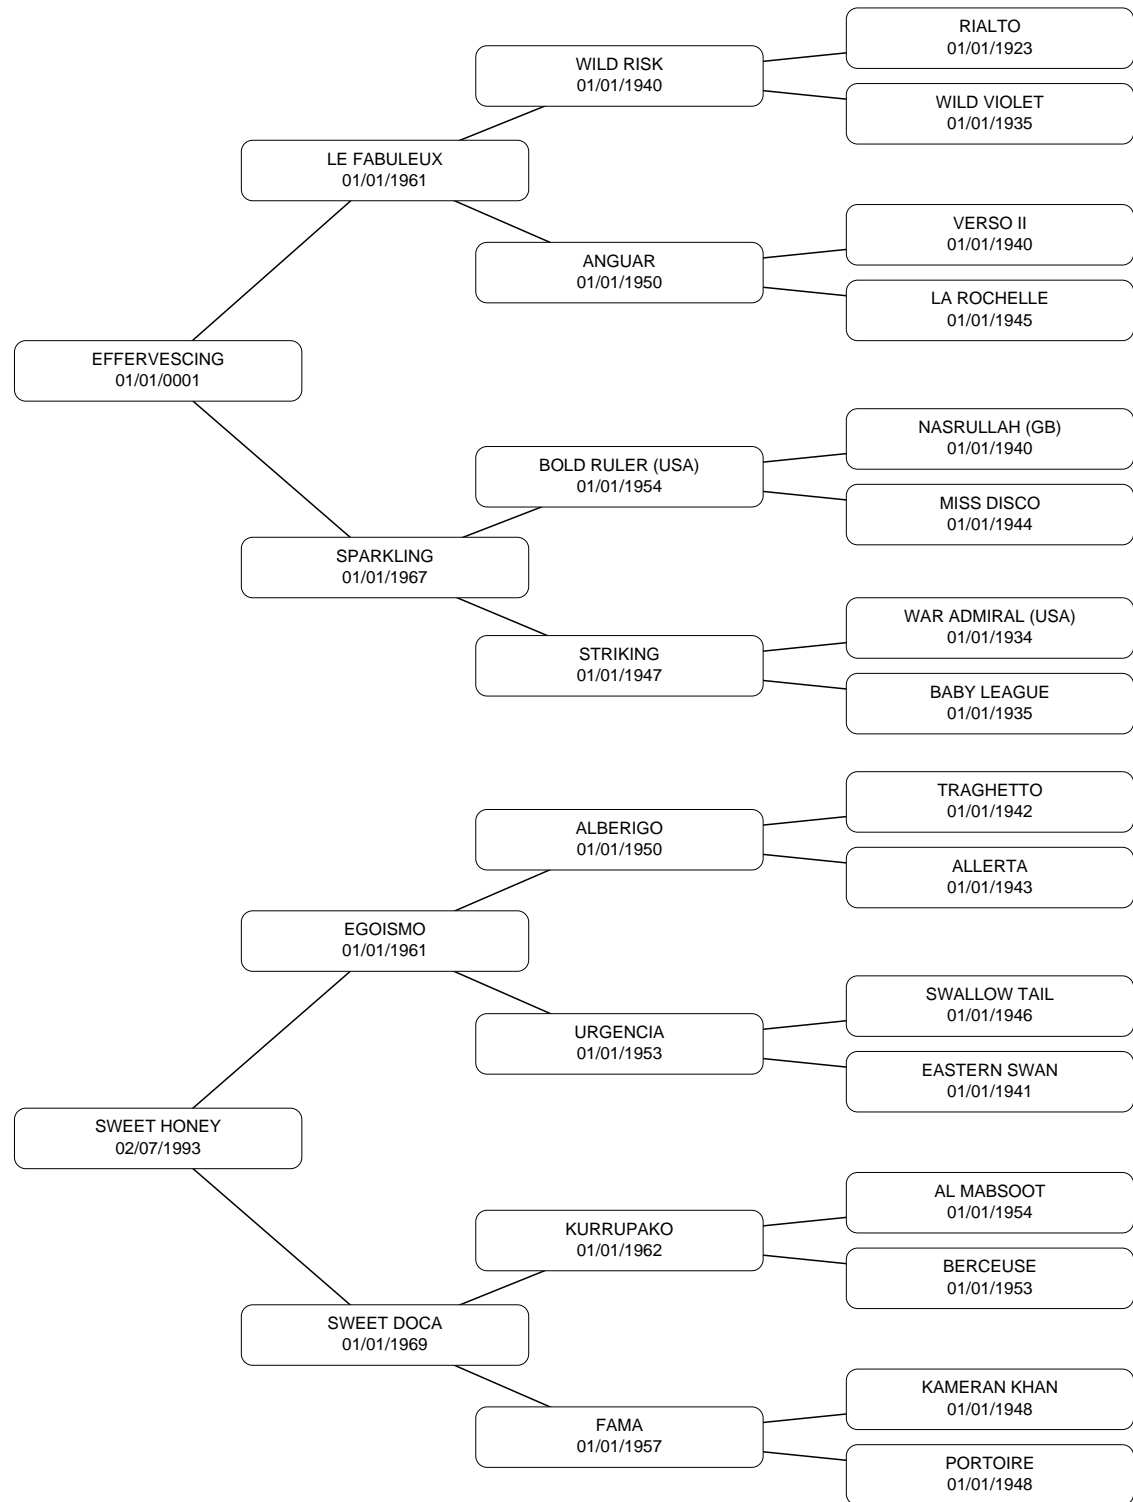 RIALTO
01/01/1923
WILD RISK
01/01/1940
WILD VIOLET
01/01/1935
LE FABULEUX
01/01/1961
VERSO II
01/01/1940
ANGUAR
01/01/1950
LA ROCHELLE
01/01/1945
EFFERVESCING
01/01/0001
NASRULLAH (GB)
01/01/1940
BOLD RULER (USA)
01/01/1954
MISS DISCO
01/01/1944
SPARKLING
01/01/1967
WAR ADMIRAL (USA)
01/01/1934
STRIKING
01/01/1947
BABY LEAGUE
01/01/1935
TRAGHETTO
01/01/1942
ALBERIGO
01/01/1950
ALLERTA
01/01/1943
EGOISMO
01/01/1961
SWALLOW TAIL
01/01/1946
URGENCIA
01/01/1953
EASTERN SWAN
01/01/1941
SWEET HONEY
02/07/1993
AL MABSOOT
01/01/1954
KURRUPAKO
01/01/1962
BERCEUSE
01/01/1953
SWEET DOCA
01/01/1969
KAMERAN KHAN
01/01/1948
FAMA
01/01/1957
PORTOIRE
01/01/1948